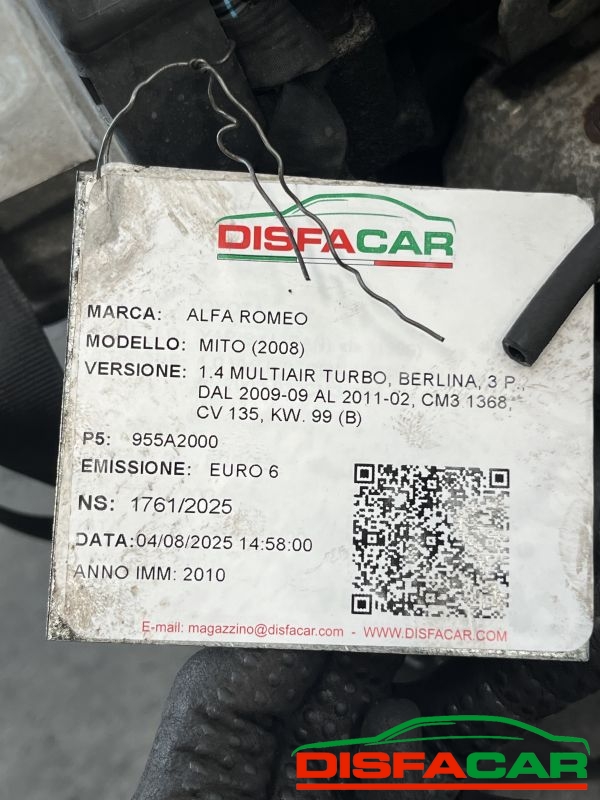 DISFACAR
MARCA: ALFA ROMEO
MODELLO: MITO (2008)
VERSIONE: 1.4 MULTIAIR TURBO, BERLINA, 3 P.,
DAL 2009-09 AL 2011-02, CM3 1368,
CV 135, KW. 99 (B)
P5: 955A2000
EMISSIONE: EURO 6
NS: 1761/2025
DATA:04/08/2025 14:58:00
ANNO IMM: 2010
E-mail: magazzino@disfacar.com - WWW.DISFACAR.COM
DISFACAR